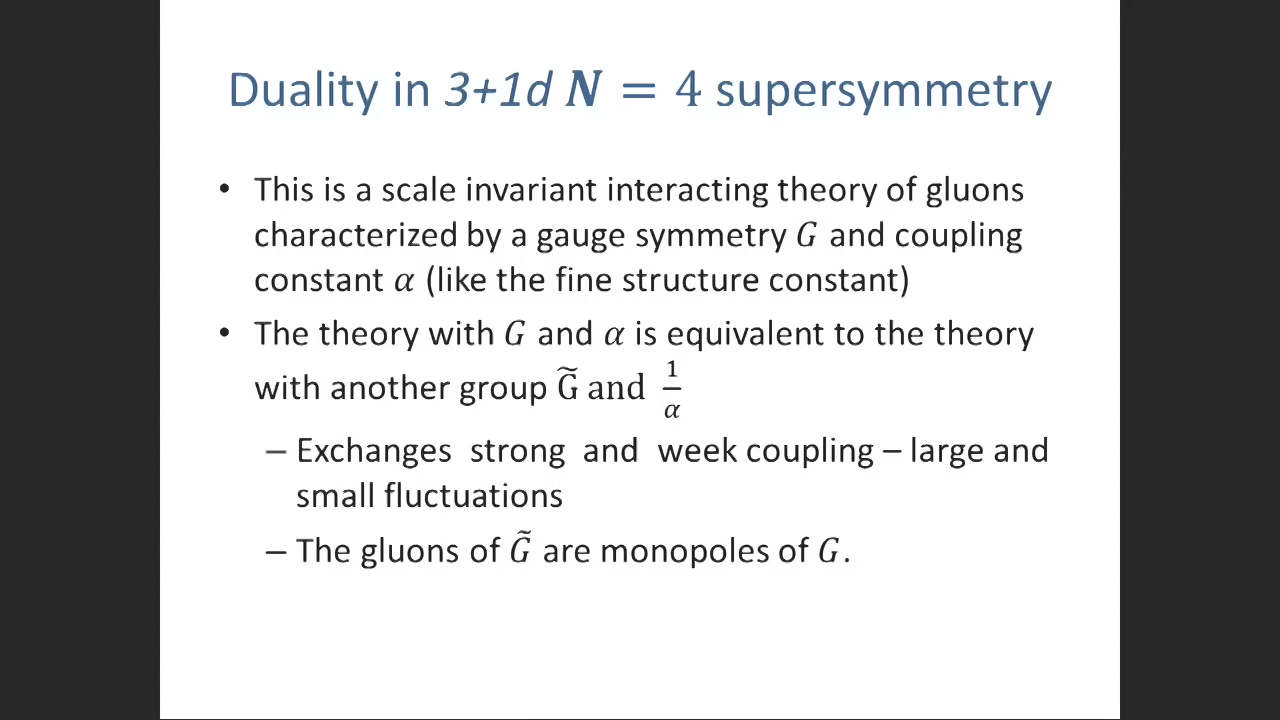 Duality in 3+1d N = 4 supersymmetry
• This is a scale invariant interacting theory of gluons
characterized by a gauge symmetry G and coupling
constant α (like the fine structure constant)
• The theory with G and α is equivalent to the theory
with another group G̃ and 1/α
– Exchanges strong and week coupling – large and
small fluctuations
– The gluons of G̃ are monopoles of G.